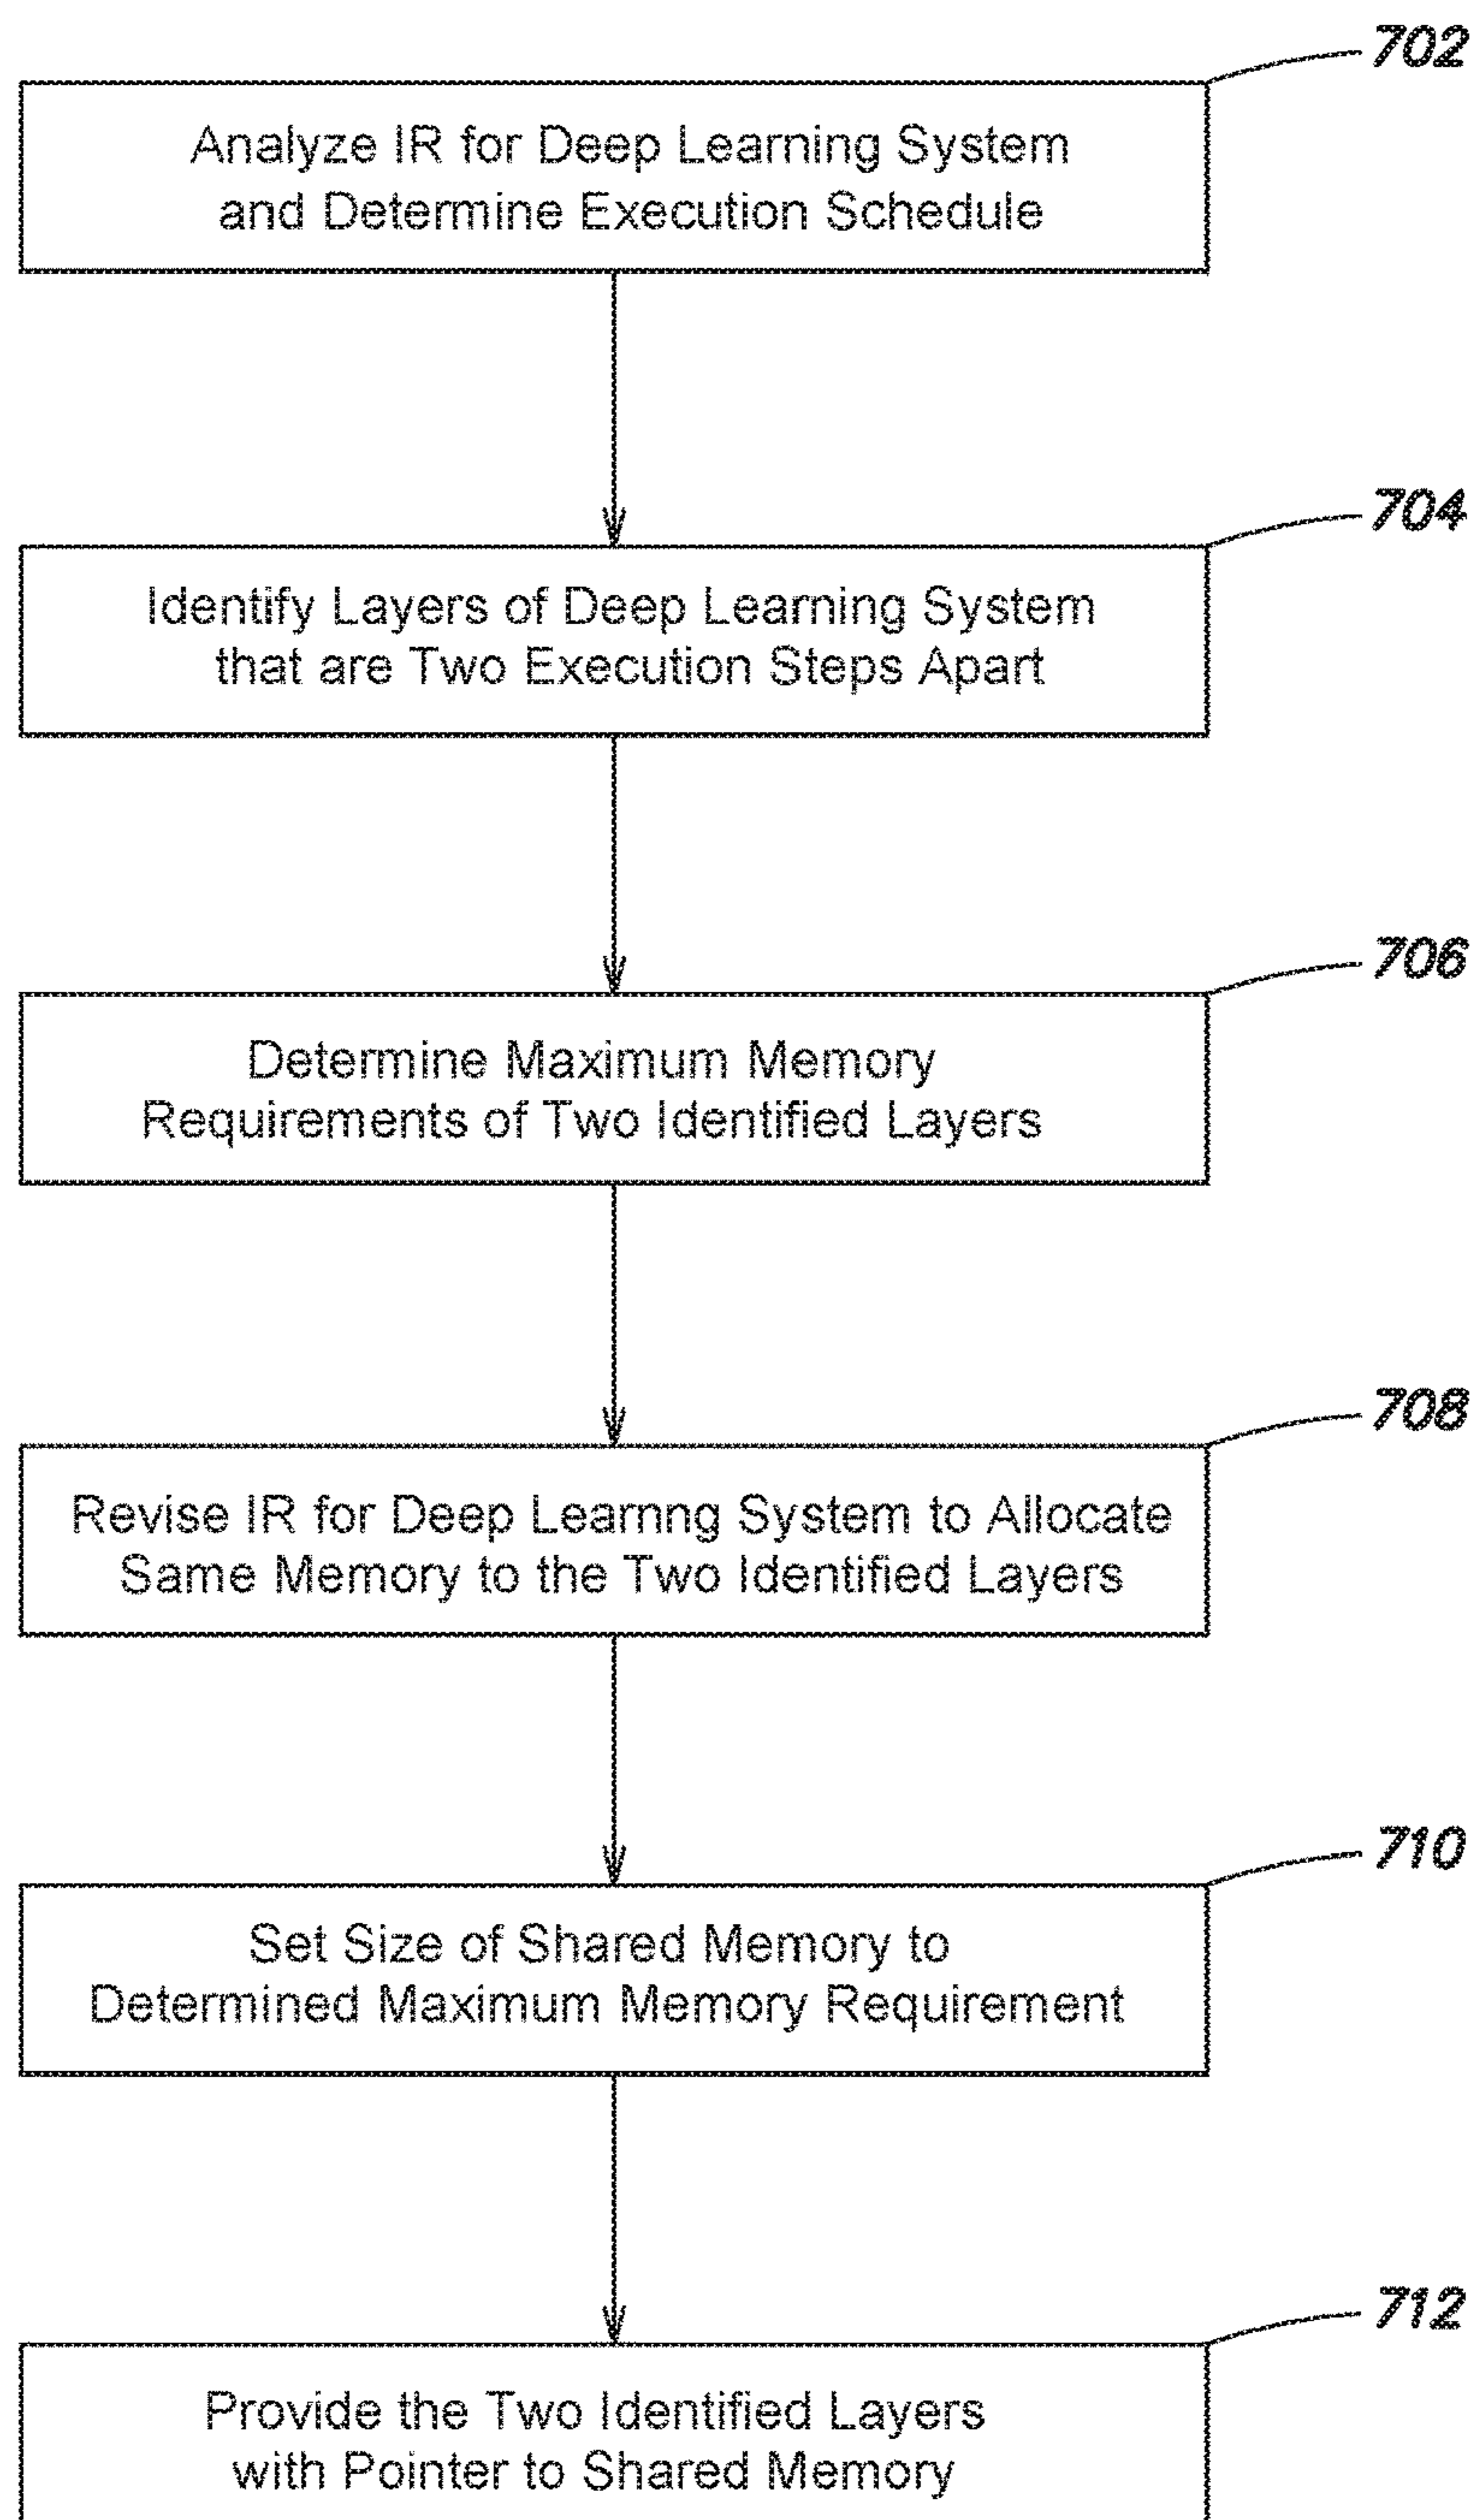 702
Analyze IR for Deep Learning System
and Determine Execution Schedule
704
Identify Layers of Deep Learning System
that are Two Execution Steps Apart
706
Determine Maximum Memory
Requirements of Two Identified Layers
708
Revise IR for Deep Learnng System to Allocate
Same Memory to the Two Identified Layers
710
Set Size of Shared Memory to
Determined Maximum Memory Requirement
712
Provide the Two Identified Layers
with Pointer to Shared Memory